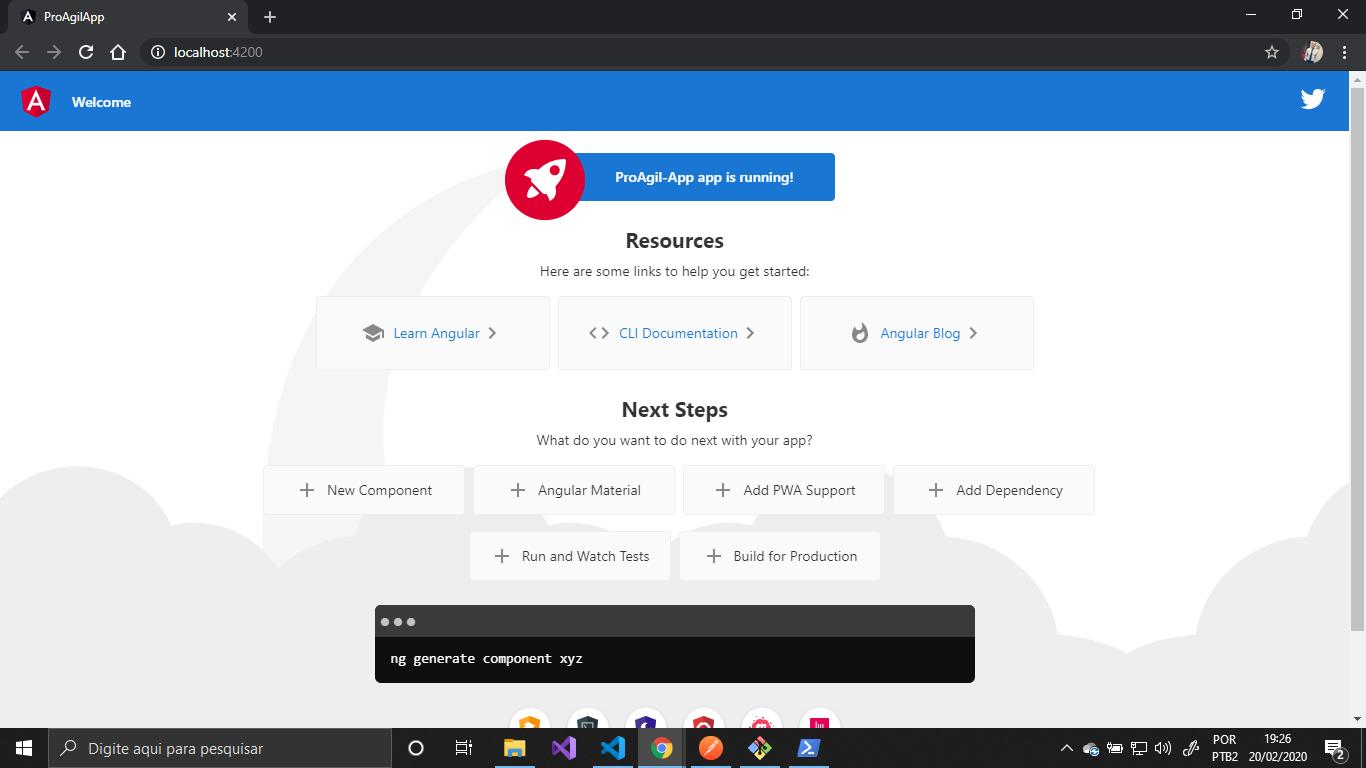 ProAgilApp
localhost:4200
Welcome
ProAgil-App app is running!
Resources
Here are some links to help you get started:
Learn Angular
CLI Documentation
Angular Blog
Next Steps
What do you want to do next with your app?
New Component
Angular Material
Add PWA Support
Add Dependency
Run and Watch Tests
Build for Production
ng generate component xyz
Digite aqui para pesquisar
POR
PTB2
19:26
20/02/2020
2